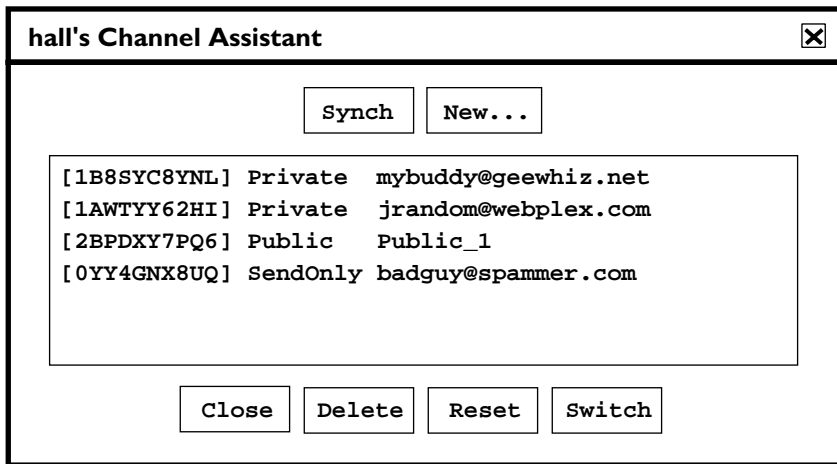 hall's Channel Assistant
Synch New...
[1B8SYC8YNL] Private mybuddy@geewhiz.net
[1AWTYY62HI] Private jrandom@webplex.com
[2BPDXY7PQ6] Public Public_1
[0YY4GNX8UQ] SendOnly badguy@spammer.com
Close Delete Reset Switch